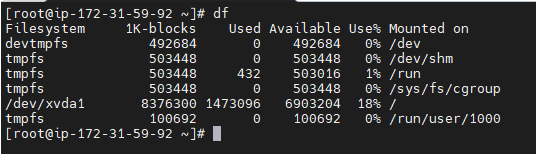 [root@ip-172-31-59-92 ~]# df
Filesystem     1K-blocks    Used Available Use% Mounted on
devtmpfs          492684       0    492684   0% /dev
tmpfs             503448       0    503448   0% /dev/shm
tmpfs             503448     432    503016   1% /run
tmpfs             503448       0    503448   0% /sys/fs/cgroup
/dev/xvda1       8376300 1473096   6903204  18% /
tmpfs             100692       0    100692   0% /run/user/1000
[root@ip-172-31-59-92 ~]#